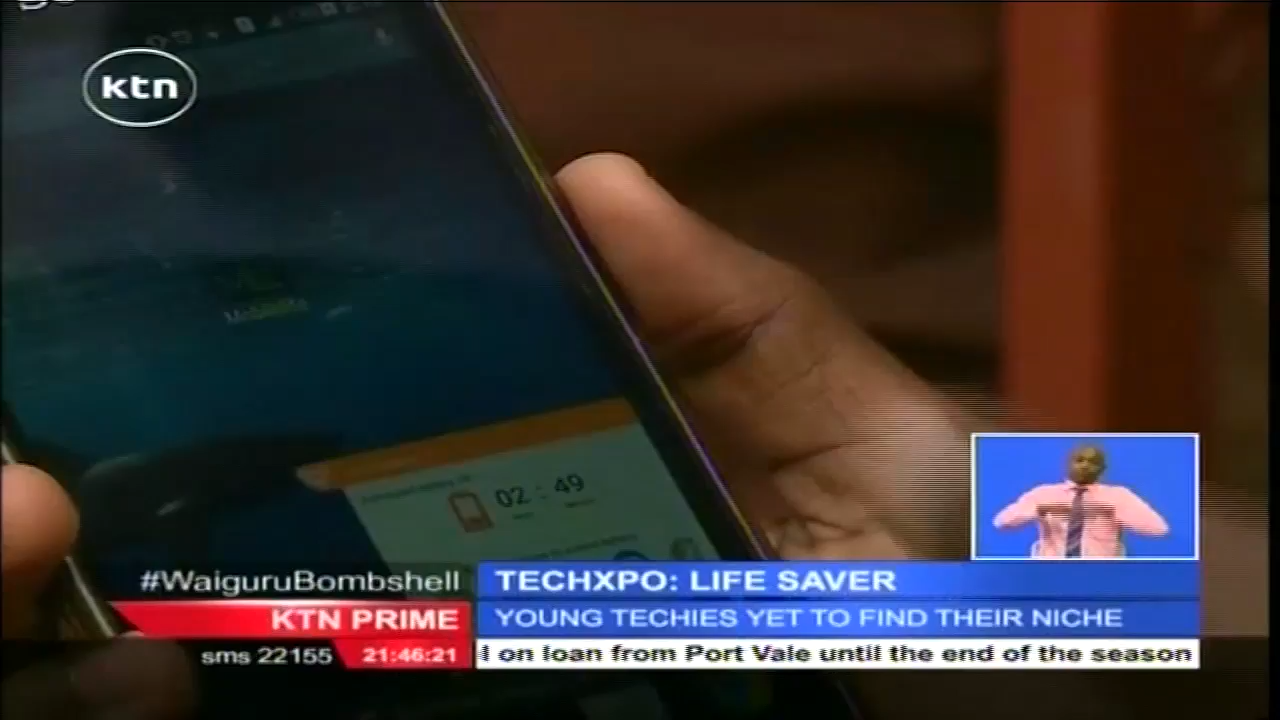 ktn
02 : 49
#WaiguruBombshell
TECHXPO: LIFE SAVER
KTN PRIME
YOUNG TECHIES YET TO FIND THEIR NICHE
sms 22155
21:46:21
on loan from Port Vale until the end of the season